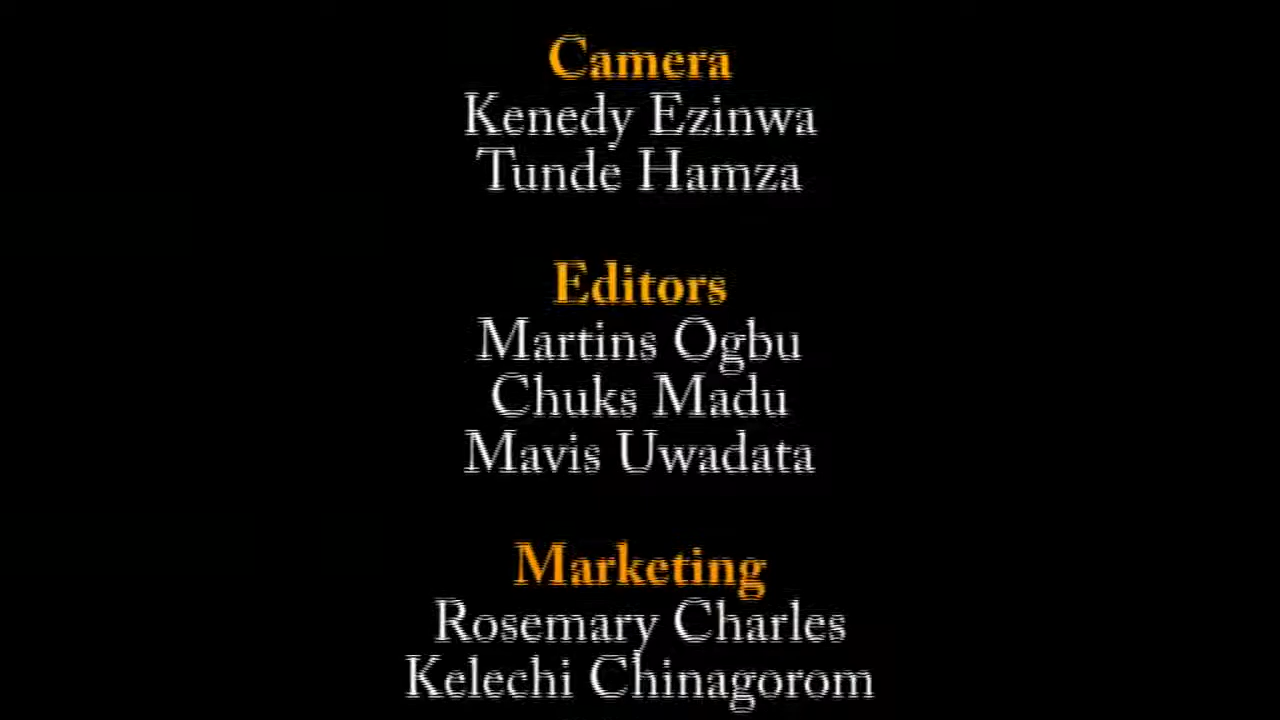 Camera
Kenedy Ezinwa
Tunde Hamza
Editors
Martins Ogbu
Chuks Madu
Mavis Uwadata
Marketing
Rosemary Charles
Kelechi Chinagorom